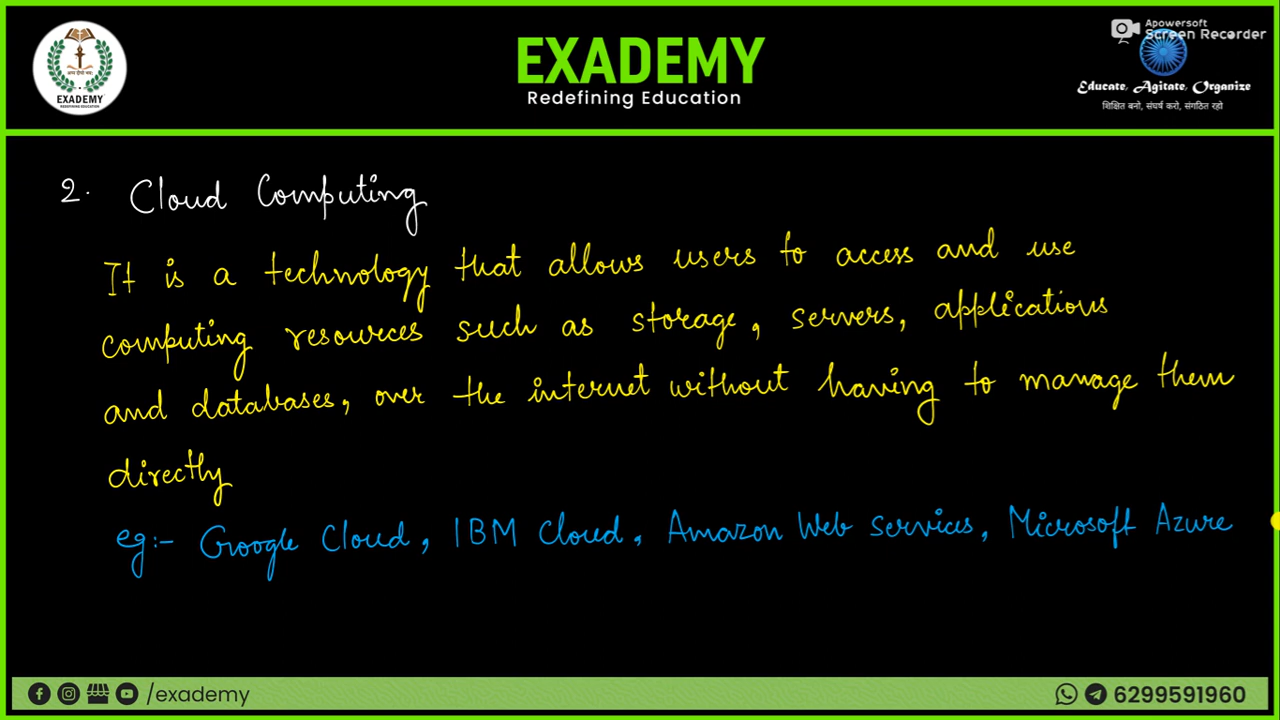 EXADEMY
Redefining Education
EXADEMY
REDEFINING EDUCATION
Apowersoft
Screen Recorder
Educate, Agitate, Organize
शिक्षित बनो, संघर्ष करो, संगठित रहो
2. Cloud Computing
It is a technology that allows users to access and use
computing resources such as storage, servers, applications
and databases, over the internet without having to manage them
directly
eg:- Google Cloud, IBM Cloud, Amazon Web Services, Microsoft Azure
/exademy
6299591960